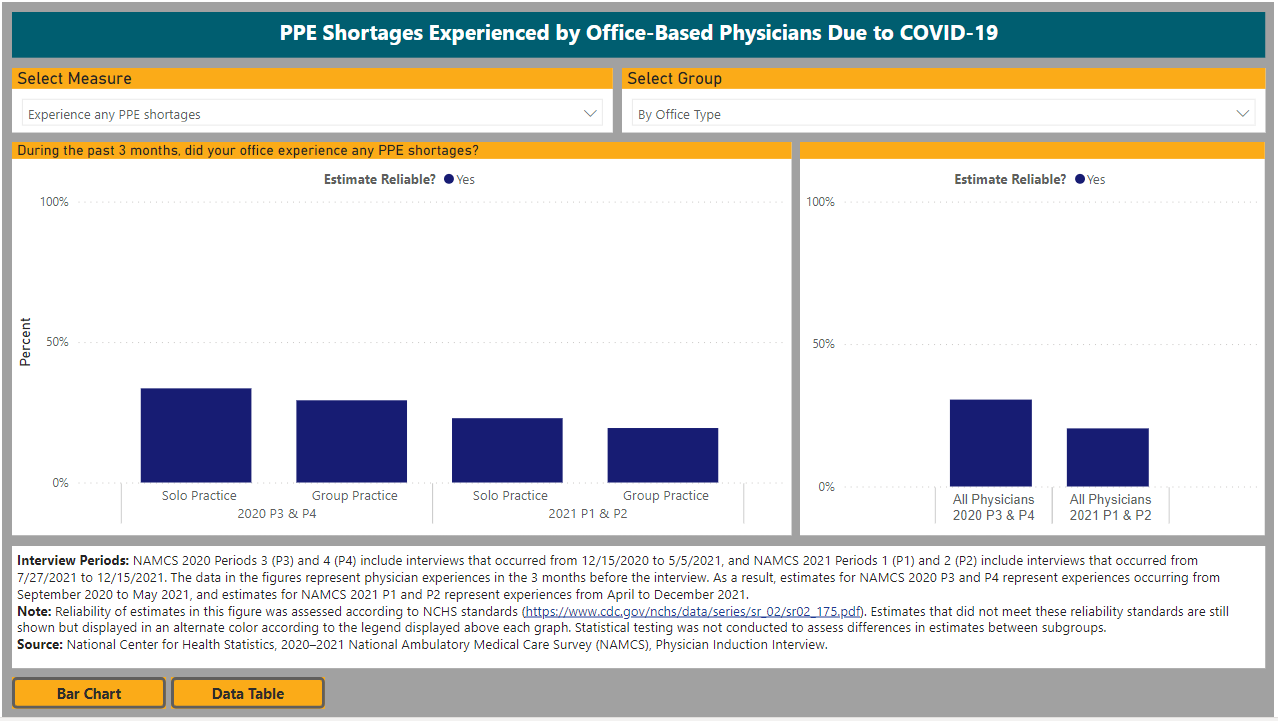 PPE Shortages Experienced by Office-Based Physicians Due to COVID-19
Select Measure
Experience any PPE shortages
Select Group
By Office Type
During the past 3 months, did your office experience any PPE shortages?
Estimate Reliable? Yes
100%
50%
0%
Percent
Solo Practice
Group Practice
Solo Practice
Group Practice
2020 P3 & P4
2021 P1 & P2
Estimate Reliable? Yes
100%
50%
0%
All Physicians
2020 P3 & P4
All Physicians
2021 P1 & P2
Interview Periods: NAMCS 2020 Periods 3 (P3) and 4 (P4) include interviews that occurred from 12/15/2020 to 5/5/2021, and NAMCS 2021 Periods 1 (P1) and 2 (P2) include interviews that occurred from
7/27/2021 to 12/15/2021. The data in the figures represent physician experiences in the 3 months before the interview. As a result, estimates for NAMCS 2020 P3 and P4 represent experiences occurring from
September 2020 to May 2021, and estimates for NAMCS 2021 P1 and P2 represent experiences from April to December 2021.
Note: Reliability of estimates in this figure was assessed according to NCHS standards (https://www.cdc.gov/nchs/data/series/sr_02/sr02_175.pdf). Estimates that did not meet these reliability standards are still
shown but displayed in an alternate color according to the legend displayed above each graph. Statistical testing was not conducted to assess differences in estimates between subgroups.
Source: National Center for Health Statistics, 2020–2021 National Ambulatory Medical Care Survey (NAMCS), Physician Induction Interview.
Bar Chart
Data Table